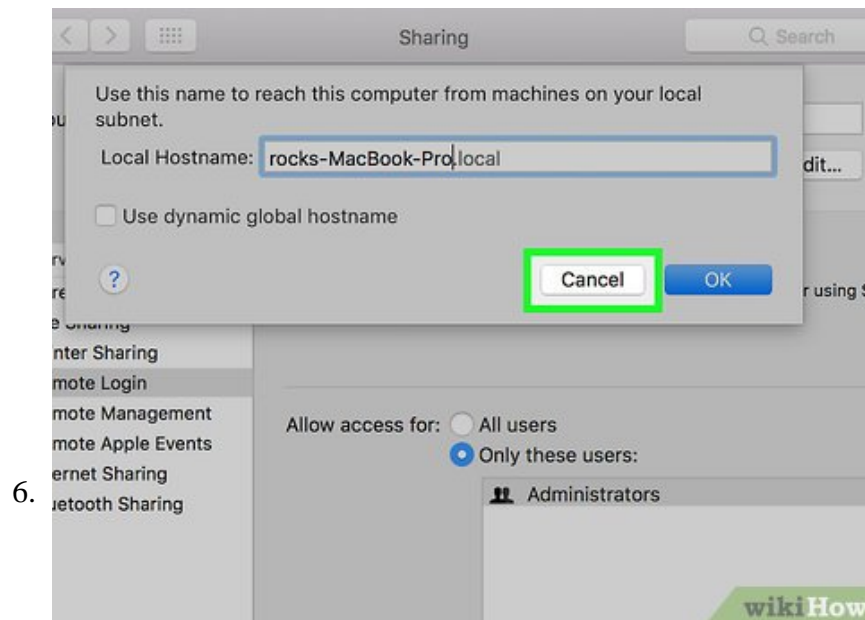 Sharing
Search
Use this name to reach this computer from machines on your local
subnet.
Local Hostname: rocks-MacBook-Pro.local
dit...
Use dynamic global hostname
?
Cancel
OK
r using S
e Sharing
nter Sharing
mote Login
mote Management
Allow access for:
All users
mote Apple Events
Only these users:
ernet Sharing
6.
uetooth Sharing
Administrators
wikiHow